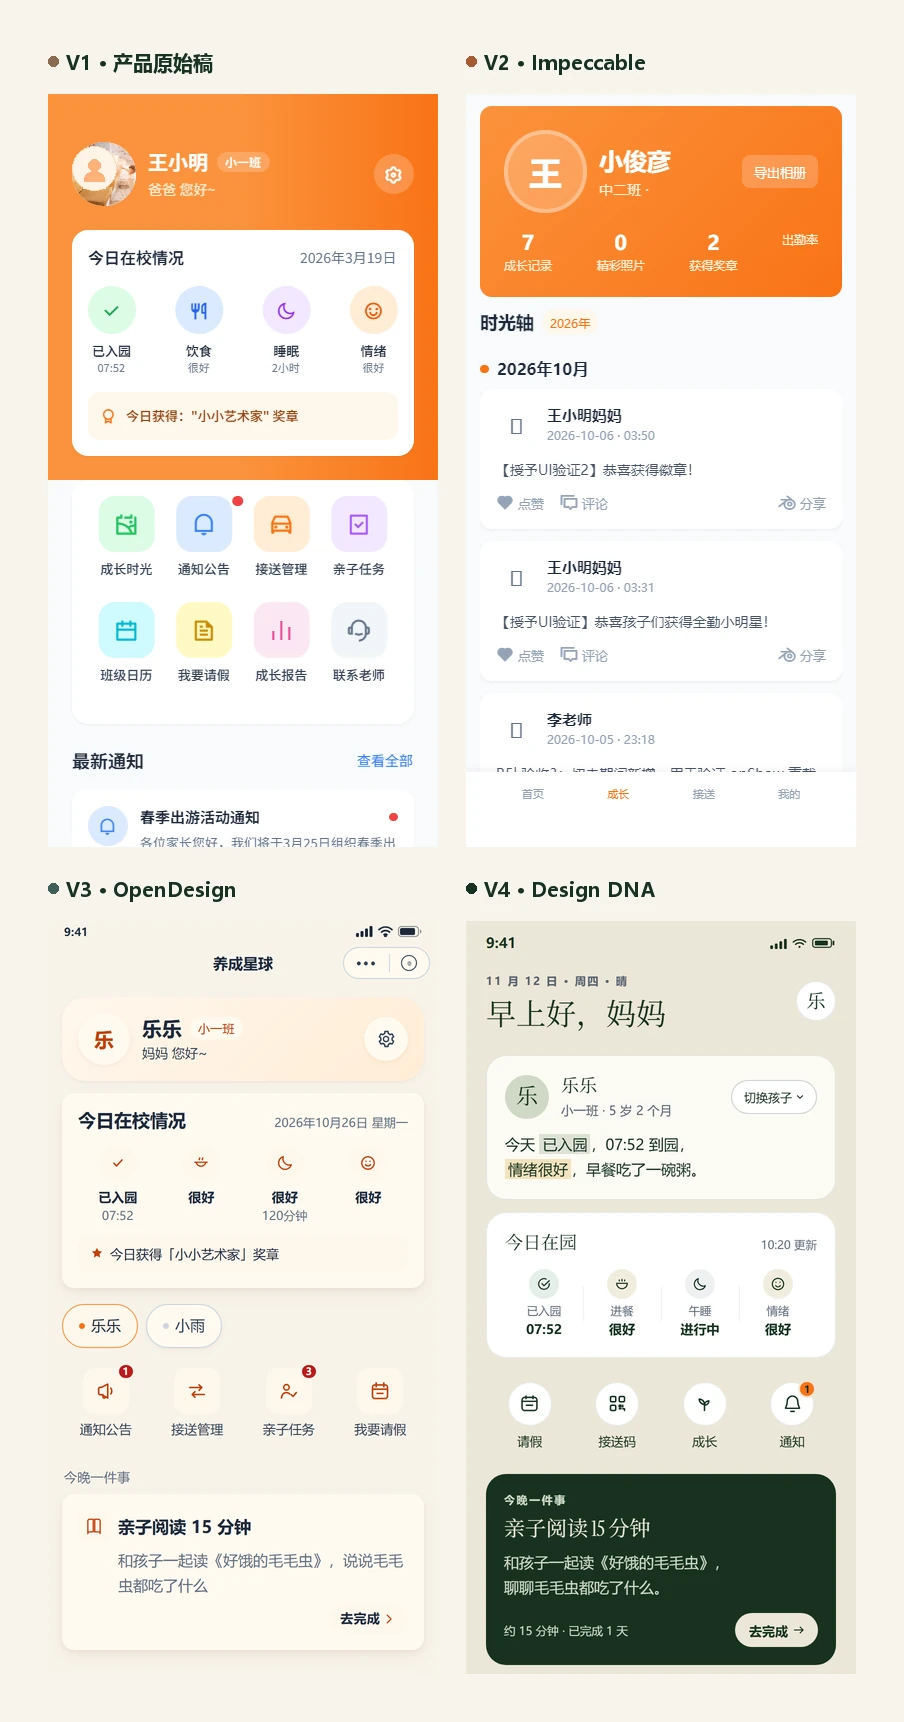 V1 • 产品原始稿
王小明 小一班
爸爸 您好~
今日在校情况 2026年3月19日
已入园 饮食 睡眠 情绪
07:52 很好 2小时 很好
今日获得: "小小艺术家" 奖章
成长时光 通知公告 接送管理 亲子任务
班级日历 我要请假 成长报告 联系老师
最新通知 查看全部
春季出游活动通知
各位家长您好，我们将于3月25日组织春季出
V2 • Impeccable
王 小俊彦
中二班 · 导出相册
7 0 2 出勤率
成长记录 精彩照片 获得奖章
时光轴 2026年
2026年10月
王小明妈妈
2026-10-06 · 03:50
【授予UI验证2】恭喜获得徽章!
点赞 评论 分享
王小明妈妈
2026-10-06 · 03:31
【授予UI验证】恭喜孩子们获得全勤小明星!
点赞 评论 分享
李老师
2026-10-05 · 23:18
首页 成长 接送 我的
V3 • OpenDesign
9:41
养成星球
乐 乐乐 小一班
妈妈 您好~
今日在校情况 2026年10月26日 星期一
已入园 很好 很好 很好
07:52 120分钟
今日获得「小小艺术家」奖章
乐乐 小雨
1 3
通知公告 接送管理 亲子任务 我要请假
今晚一件事
亲子阅读 15 分钟
和孩子一起读《好饿的毛毛虫》，说说毛毛
虫都吃了什么
去完成
V4 • Design DNA
9:41
11 月 12 日 • 周四 • 晴
早上好，妈妈 乐
乐 乐乐
小一班 · 5 岁 2 个月 切换孩子
今天 已入园，07:52 到园，
情绪很好，早餐吃了一碗粥。
今日在园 10:20 更新
已入园 进餐 午睡 情绪
07:52 很好 进行中 很好
1
请假 接送码 成长 通知
今晚一件事
亲子阅读 15 分钟
和孩子一起读《好饿的毛毛虫》，
聊聊毛毛虫都吃了什么。
约 15 分钟 · 已完成 1 天 去完成 →